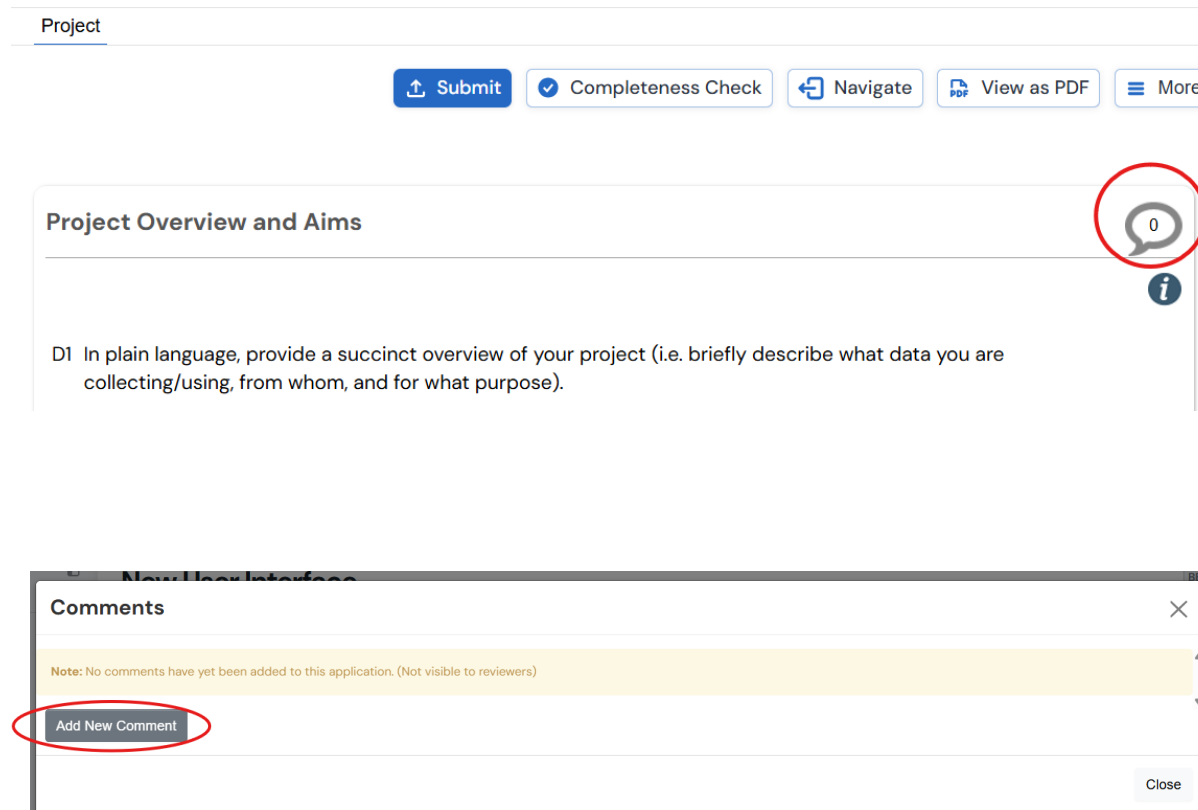 Project
Submit Completeness Check Navigate View as PDF More
Project Overview and Aims
0
i
D1 In plain language, provide a succinct overview of your project (i.e. briefly describe what data you are
collecting/using, from whom, and for what purpose).
New User Interface
Comments
Note: No comments have yet been added to this application. (Not visible to reviewers)
Add New Comment
Close